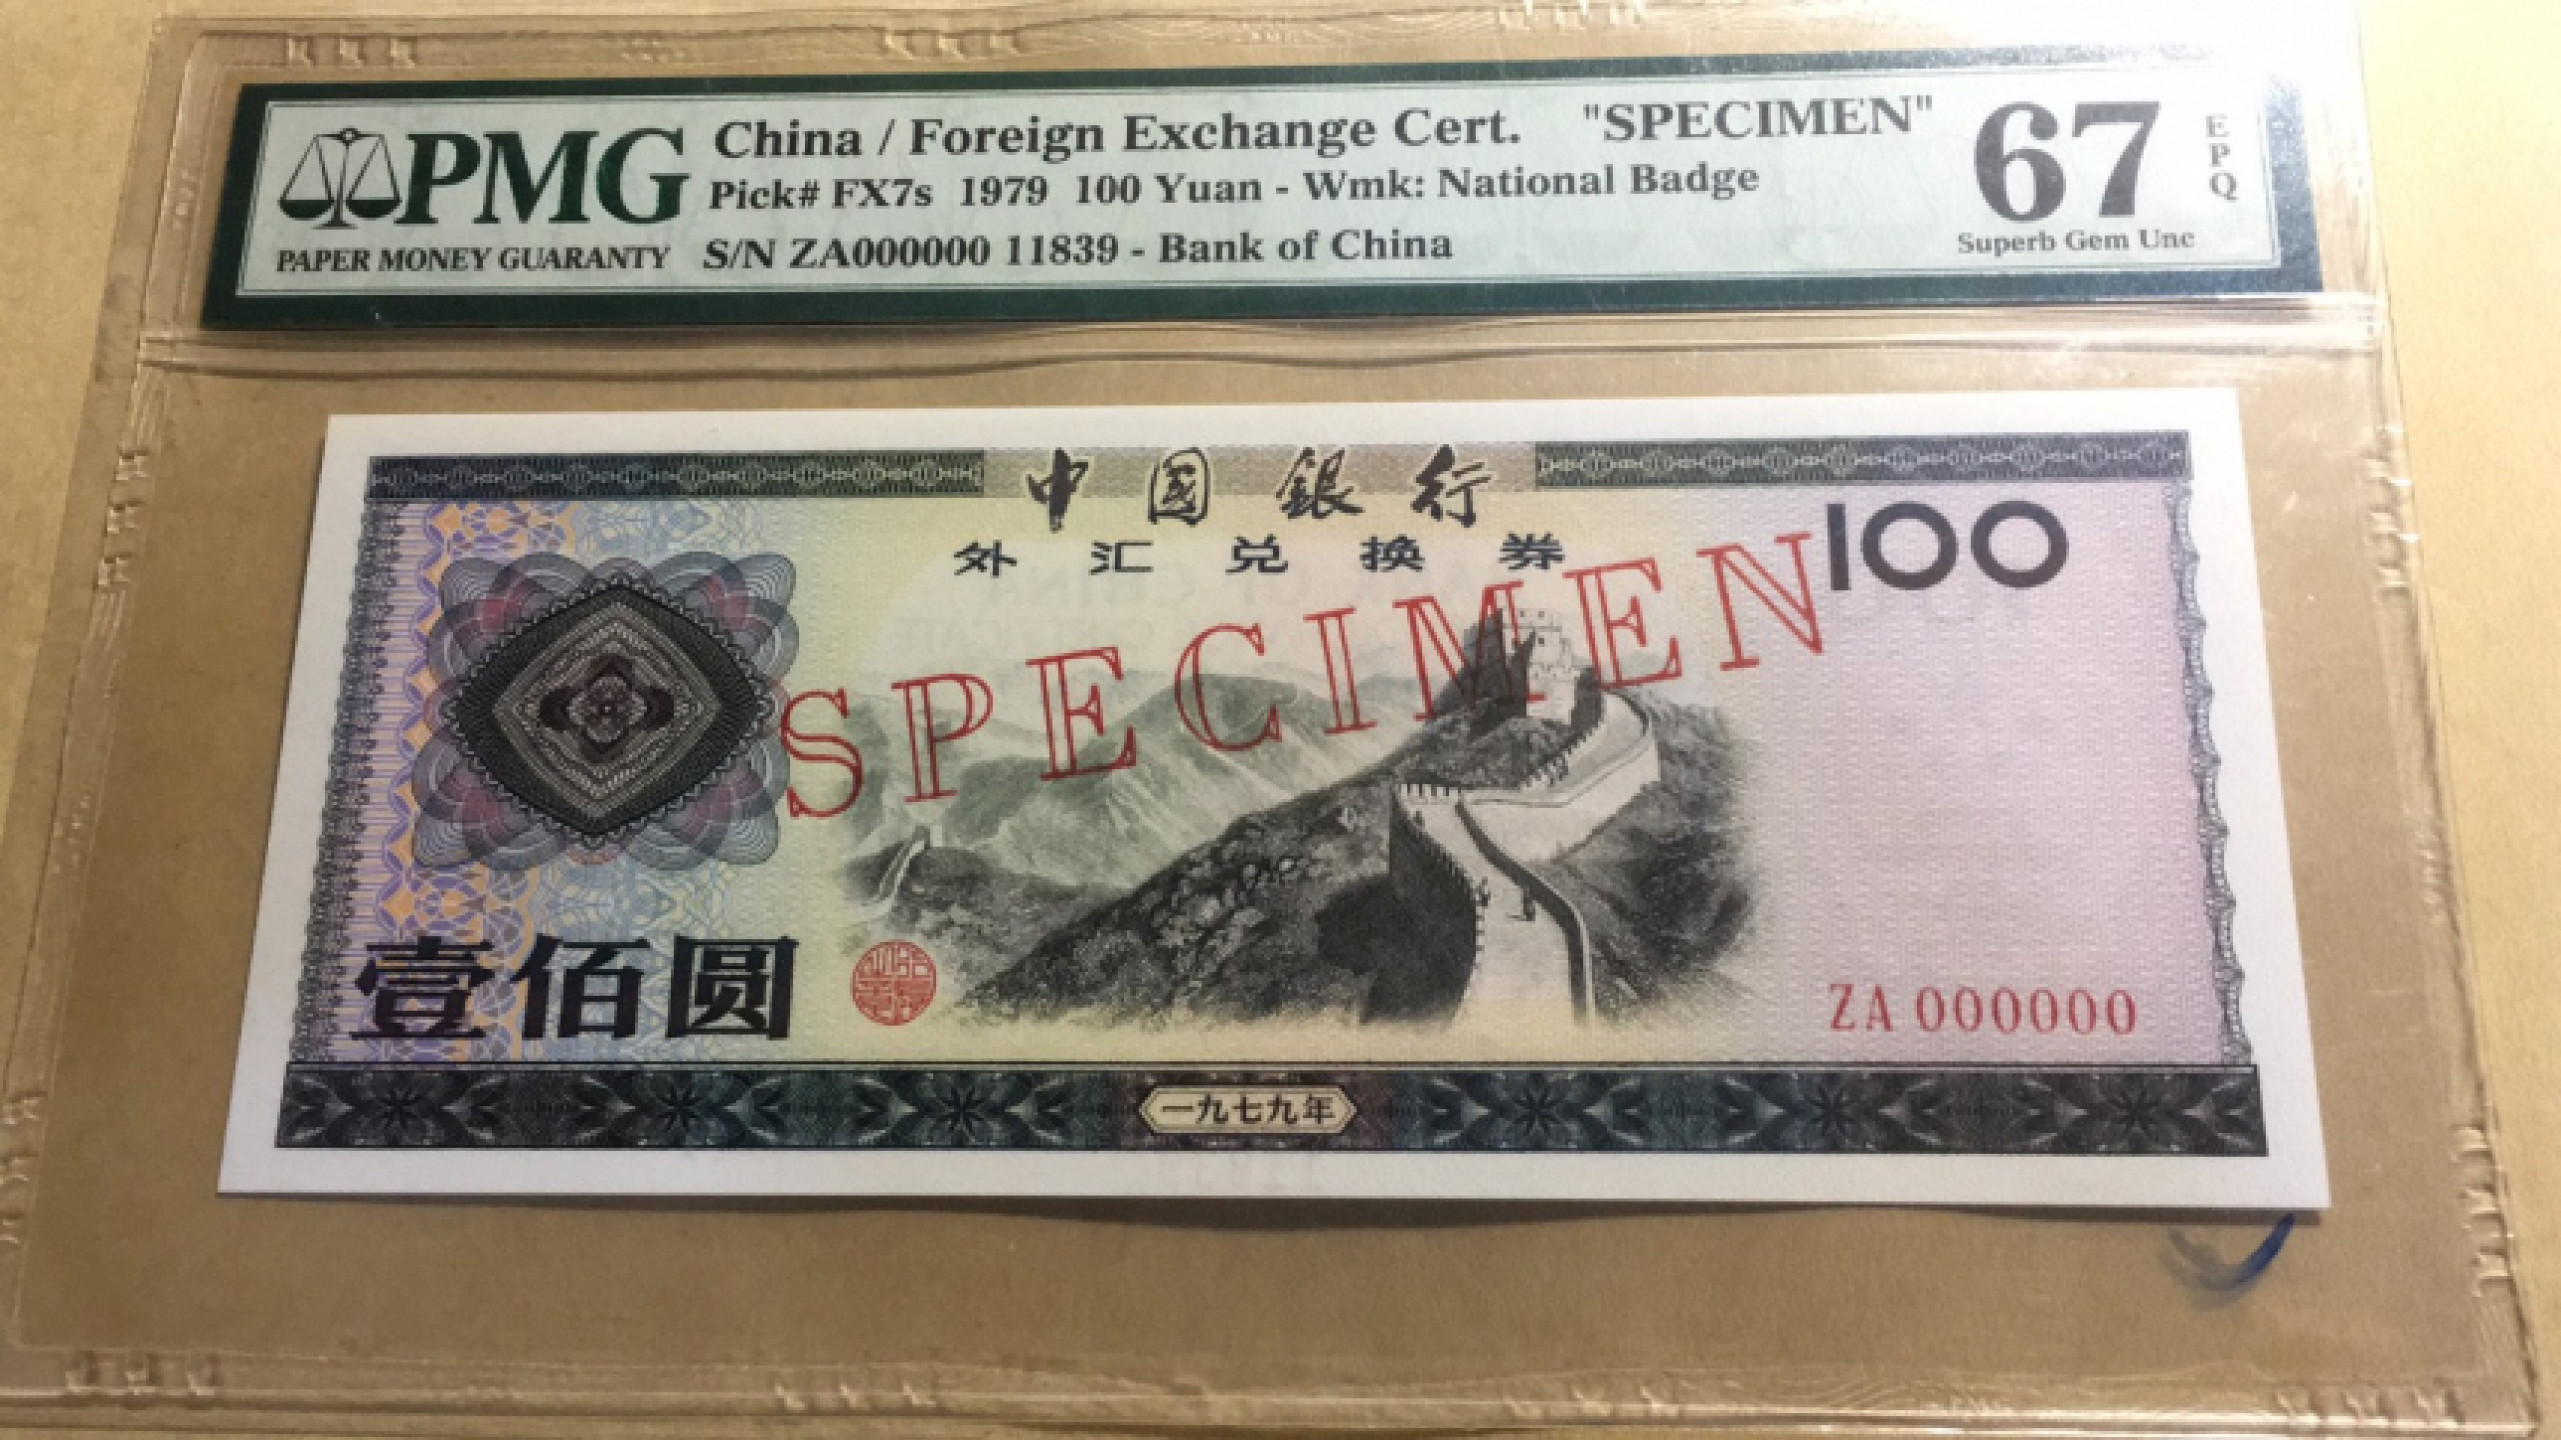 PMG
PAPER MONEY GUARANTY
China / Foreign Exchange Cert. "SPECIMEN"
Pick# FX7s 1979 100 Yuan - Wmk: National Badge
S/N ZA000000 11839 - Bank of China
67
EPQ
Superb Gem Unc
中国銀行
外汇兑换券
100
SPECIMEN
壹佰圆
ZA 000000
一九七九年